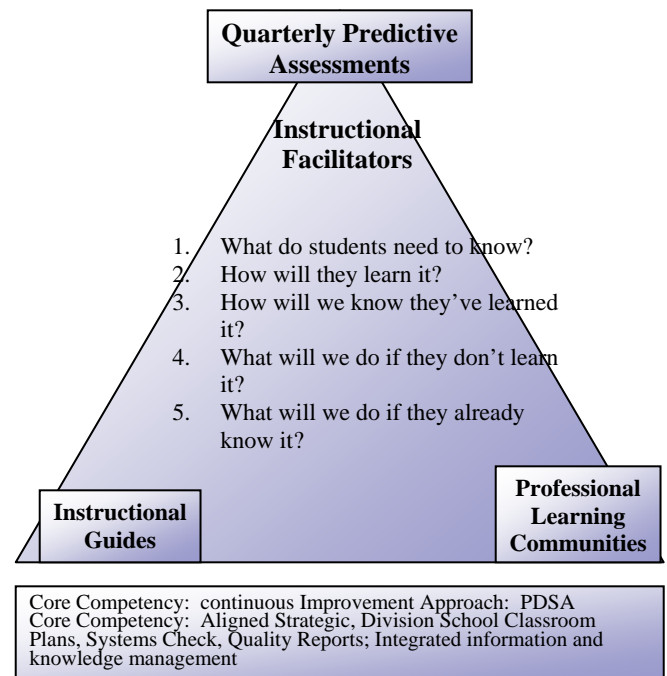 Quarterly Predictive
Assessments
Instructional
Facilitators
1. What do students need to know?
2. How will they learn it?
3. How will we know they’ve learned
it?
4. What will we do if they don’t learn
it?
5. What will we do if they already
know it?
Instructional
Guides
Professional
Learning
Communities
Core Competency:  continuous Improvement Approach:  PDSA
Core Competency:  Aligned Strategic, Division School Classroom
Plans, Systems Check, Quality Reports; Integrated information and
knowledge management